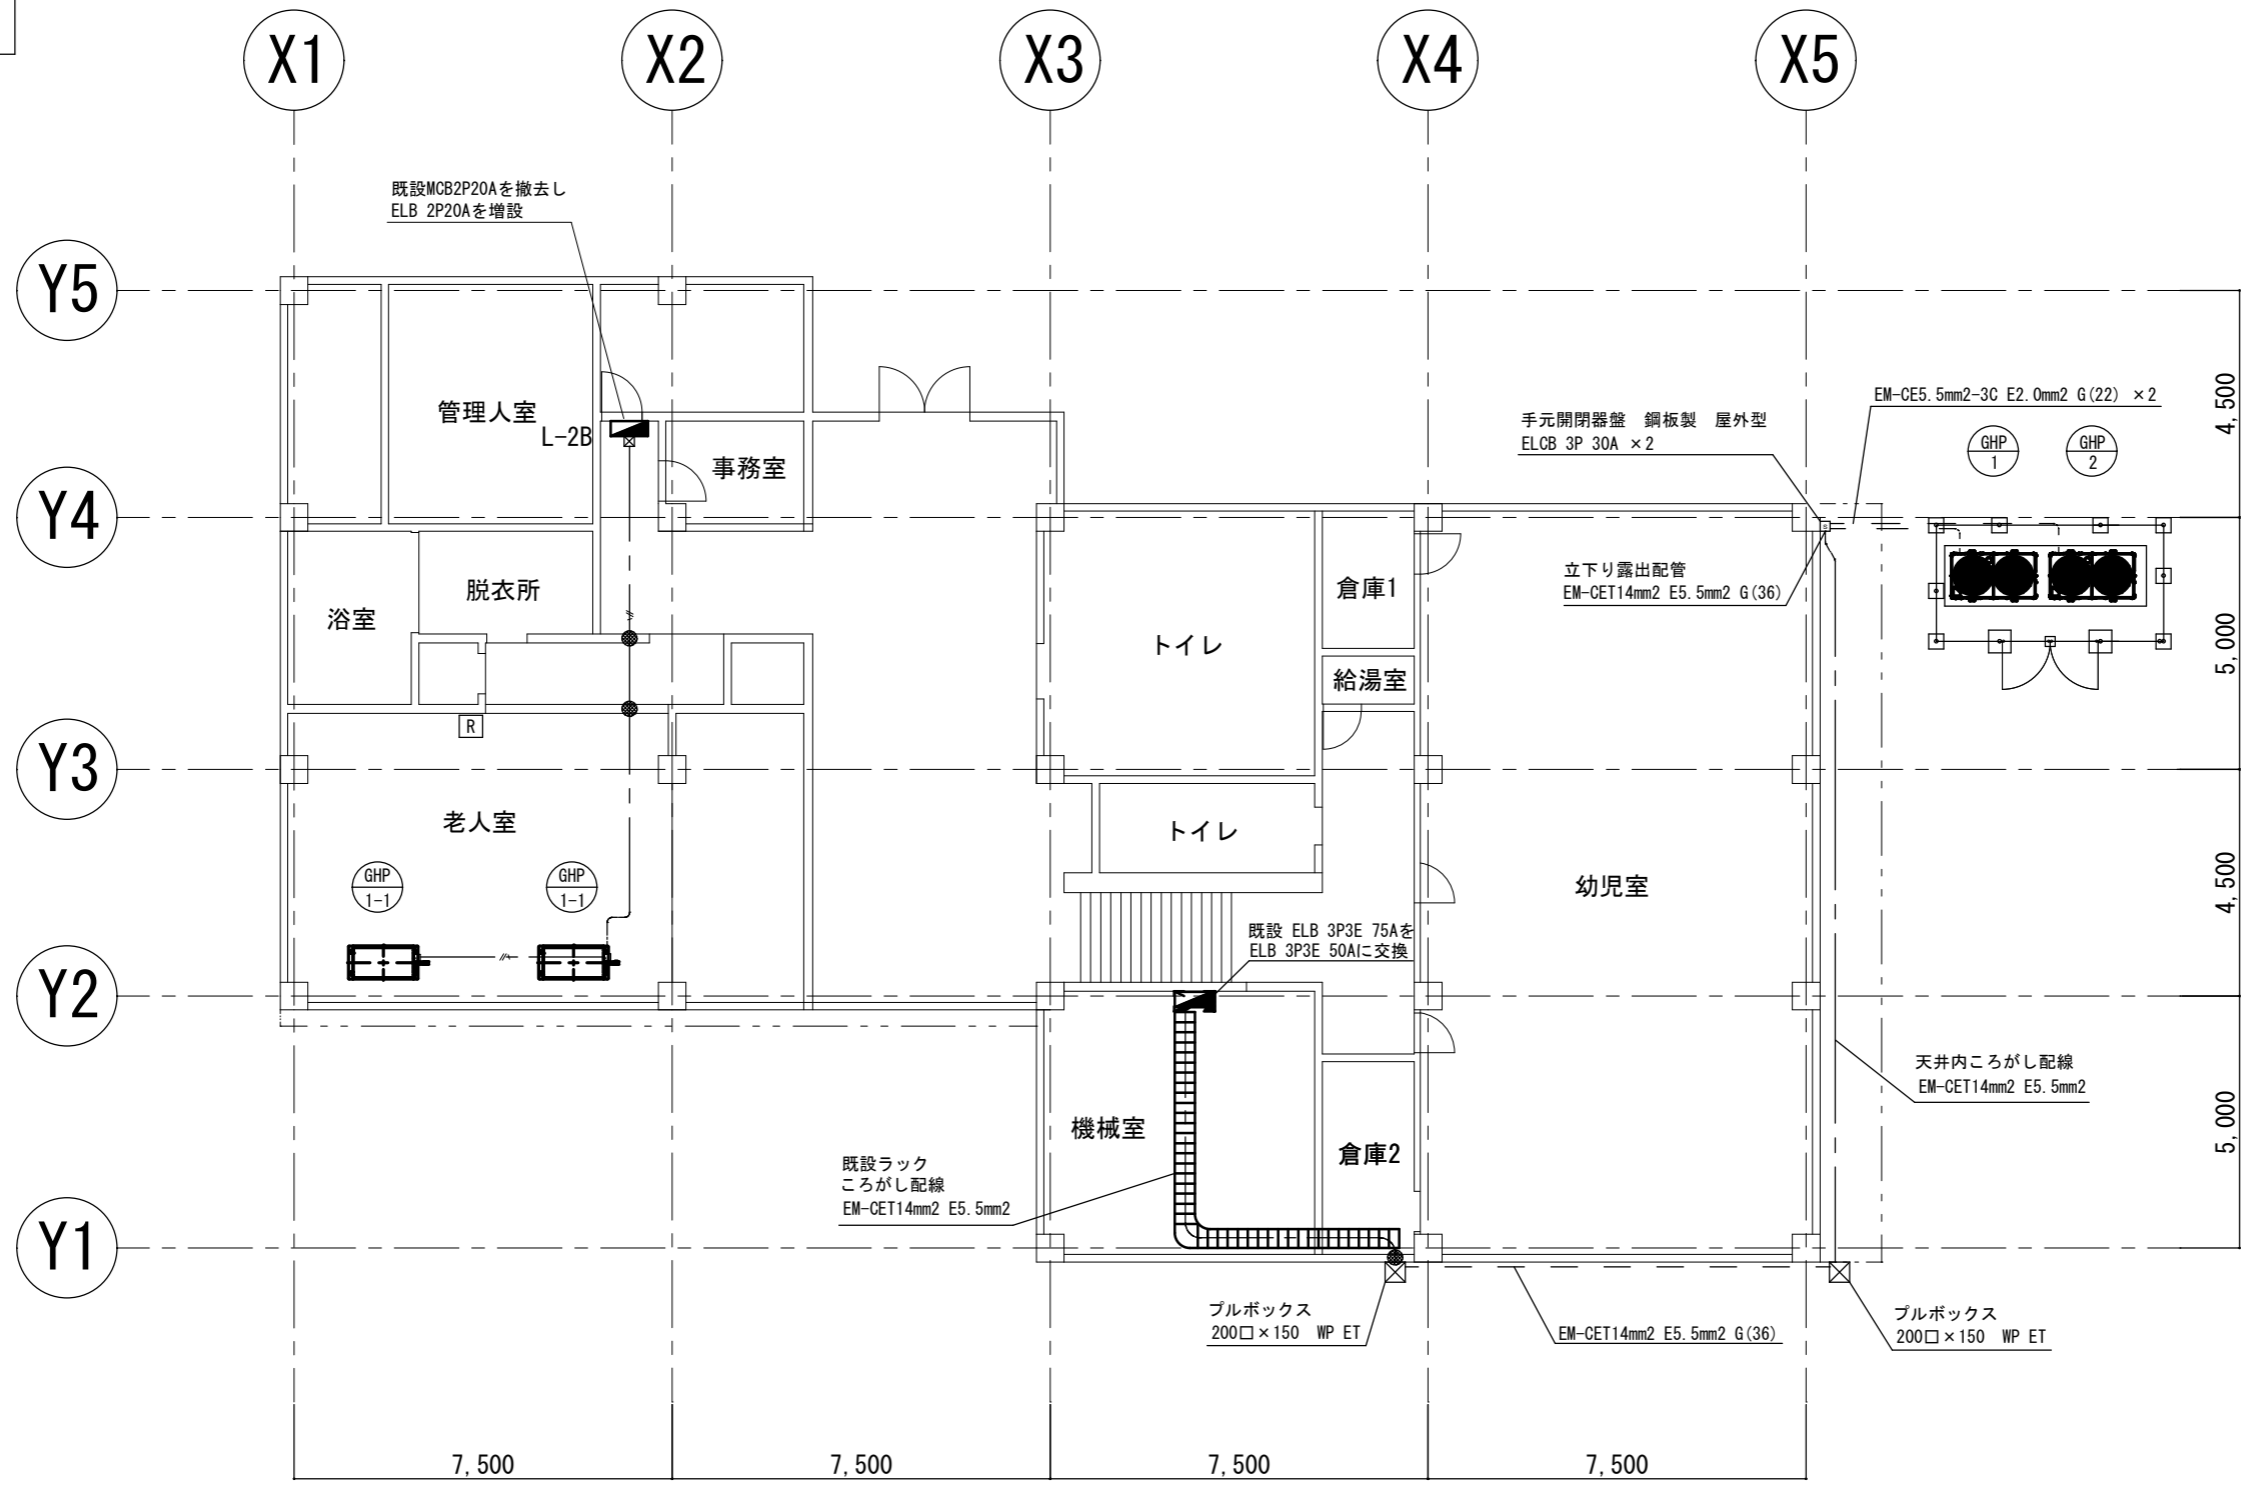 X1
X2
X3
X4
X5
既設MCB2P20Aを撤去し
ELB 2P20Aを増設
Y5
4,500
EM-CE5.5mm2-3C E2.0mm2 G(22) ×2
手元開閉器盤 鋼板製 屋外型
ELCB 3P 30A ×2
管理人室
L-2B
GHP
1
GHP
2
事務室
Y4
S
立下り露出配管
EM-CET14mm2 E5.5mm2 G(36)
倉庫1
脱衣所
浴室
トイレ
5,000
給湯室
R
Y3
老人室
トイレ
GHP
1-1
GHP
1-1
幼児室
4,500
既設 ELB 3P3E 75Aを
ELB 3P3E 50Aに交換
Y2
天井内ころがし配線
EM-CET14mm2 E5.5mm2
機械室
倉庫2
5,000
既設ラック
ころがし配線
EM-CET14mm2 E5.5mm2
Y1
プルボックス
200□×150 WP ET
EM-CET14mm2 E5.5mm2 G(36)
プルボックス
200□×150 WP ET
7,500
7,500
7,500
7,500